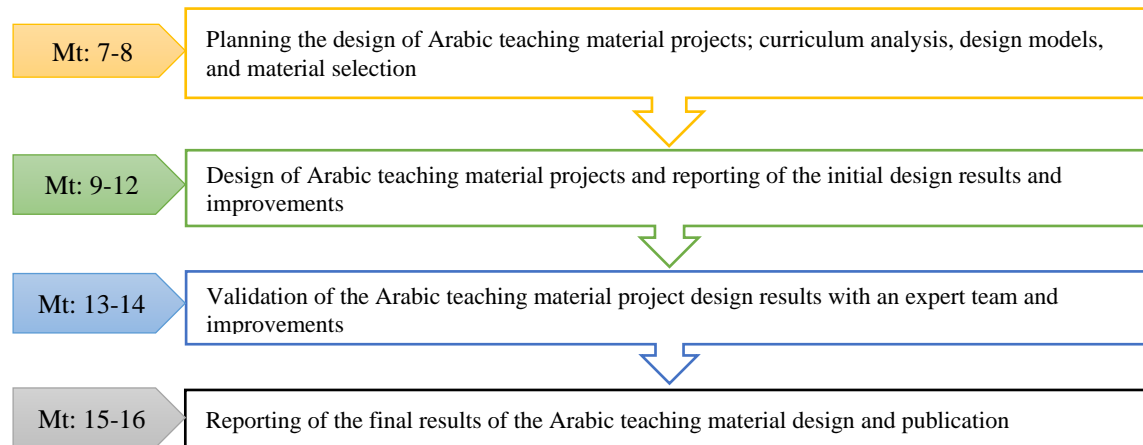 Mt: 7-8
Planning the design of Arabic teaching material projects; curriculum analysis, design models,
and material selection
Mt: 9-12
Design of Arabic teaching material projects and reporting of the initial design results and
improvements
Mt: 13-14
Validation of the Arabic teaching material project design results with an expert team and
improvements
Mt: 15-16
Reporting of the final results of the Arabic teaching material design and publication